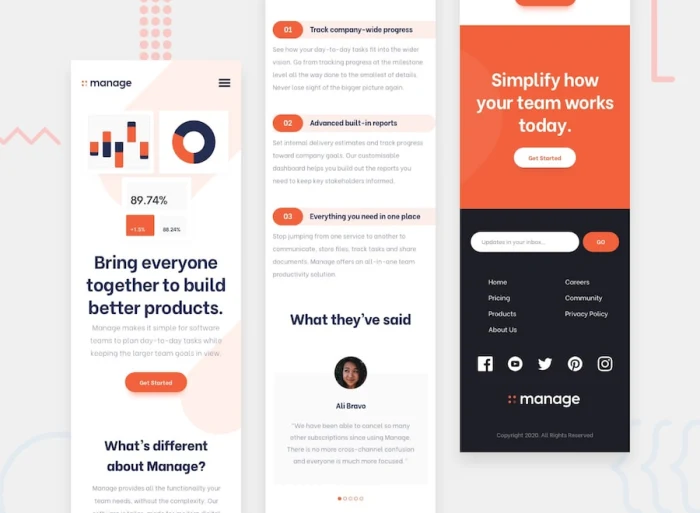 manage
89.74%
+1.8%
88.24%
Bring everyone
together to build
better products.
Manage makes it simple for software
teams to plan day-to-day tasks while
keeping the larger team goals in view.
Get Started
What's different
about Manage?
Manage provides all the functionality your
team needs, without the complexity. Our
01 Track company-wide progress
See how your day-to-day tasks fit into the wider
vision. Go from tracking progress at the milestone
level all the way done to the smallest of details.
Never lose sight of the bigger picture again.
02 Advanced built-in reports
Set internal delivery estimates and track progress
toward company goals. Our customisable
dashboard helps you build out the reports you
need to keep key stakeholders informed.
03 Everything you need in one place
Stop jumping from one service to another to
communicate, store files, track tasks and share
documents. Manage offers an all-in-one team
productivity solution.
What they've said
Ali Bravo
"We have been able to cancel so many
other subscriptions since using Manage.
There is no more cross-channel confusion
and everyone is much more focused."
Simplify how
your team works
today.
Get Started
Updates in your inbox...
GO
Home
Pricing
Products
About Us
Careers
Community
Privacy Policy
manage
Copyright 2020. All Rights Reserved